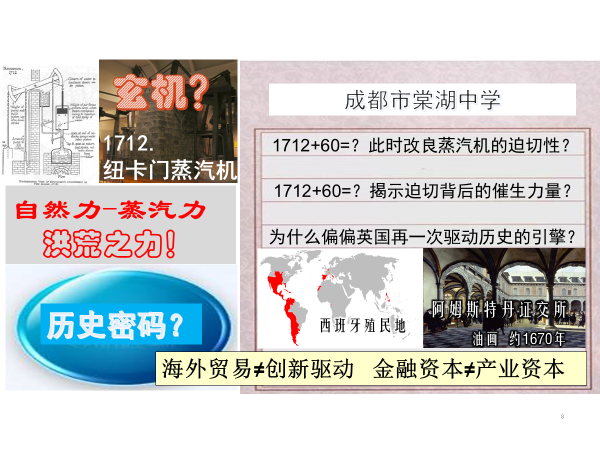 玄机？
1712.
纽卡门蒸汽机
自然力-蒸汽力
洪荒之力！
历史密码？
成都市棠湖中学
1712+60=？此时改良蒸汽机的迫切性？
1712+60=？揭示迫切背后的催生力量？
为什么偏偏英国再一次驱动历史的引擎？
西班牙殖民地
阿姆斯特丹证交所
油画 约1670年
海外贸易≠创新驱动 金融资本≠产业资本
8